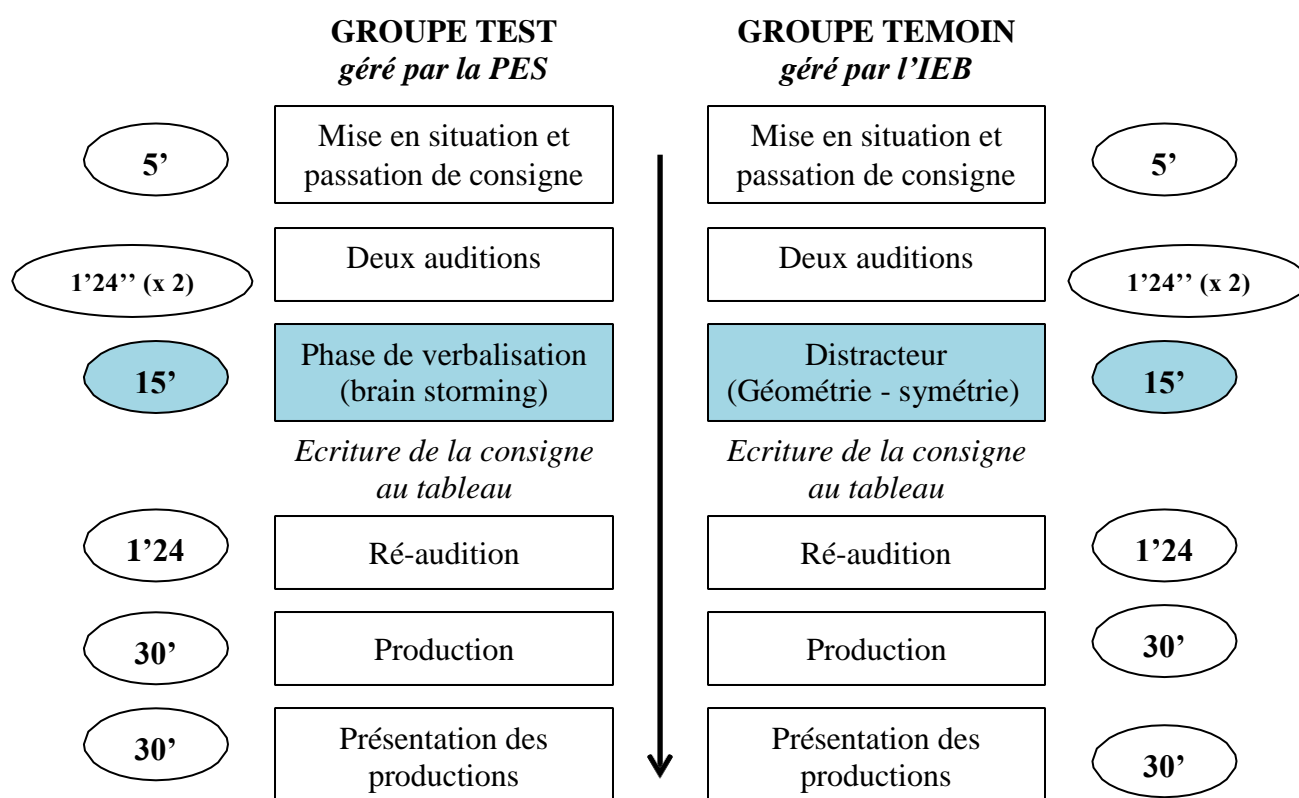 GROUPE TEST
géré par la PES
GROUPE TEMOIN
géré par l’IEB
5’
Mise en situation et
passation de consigne
Mise en situation et
passation de consigne
5’
1’24’’ (x 2)
Deux auditions
Deux auditions
1’24’’ (x 2)
15’
Phase de verbalisation
(brain storming)
Distracteur
(Géométrie - symétrie)
15’
Ecriture de la consigne
au tableau
Ecriture de la consigne
au tableau
1’24
Ré-audition
Ré-audition
1’24
30’
Production
Production
30’
30’
Présentation des
productions
Présentation des
productions
30’